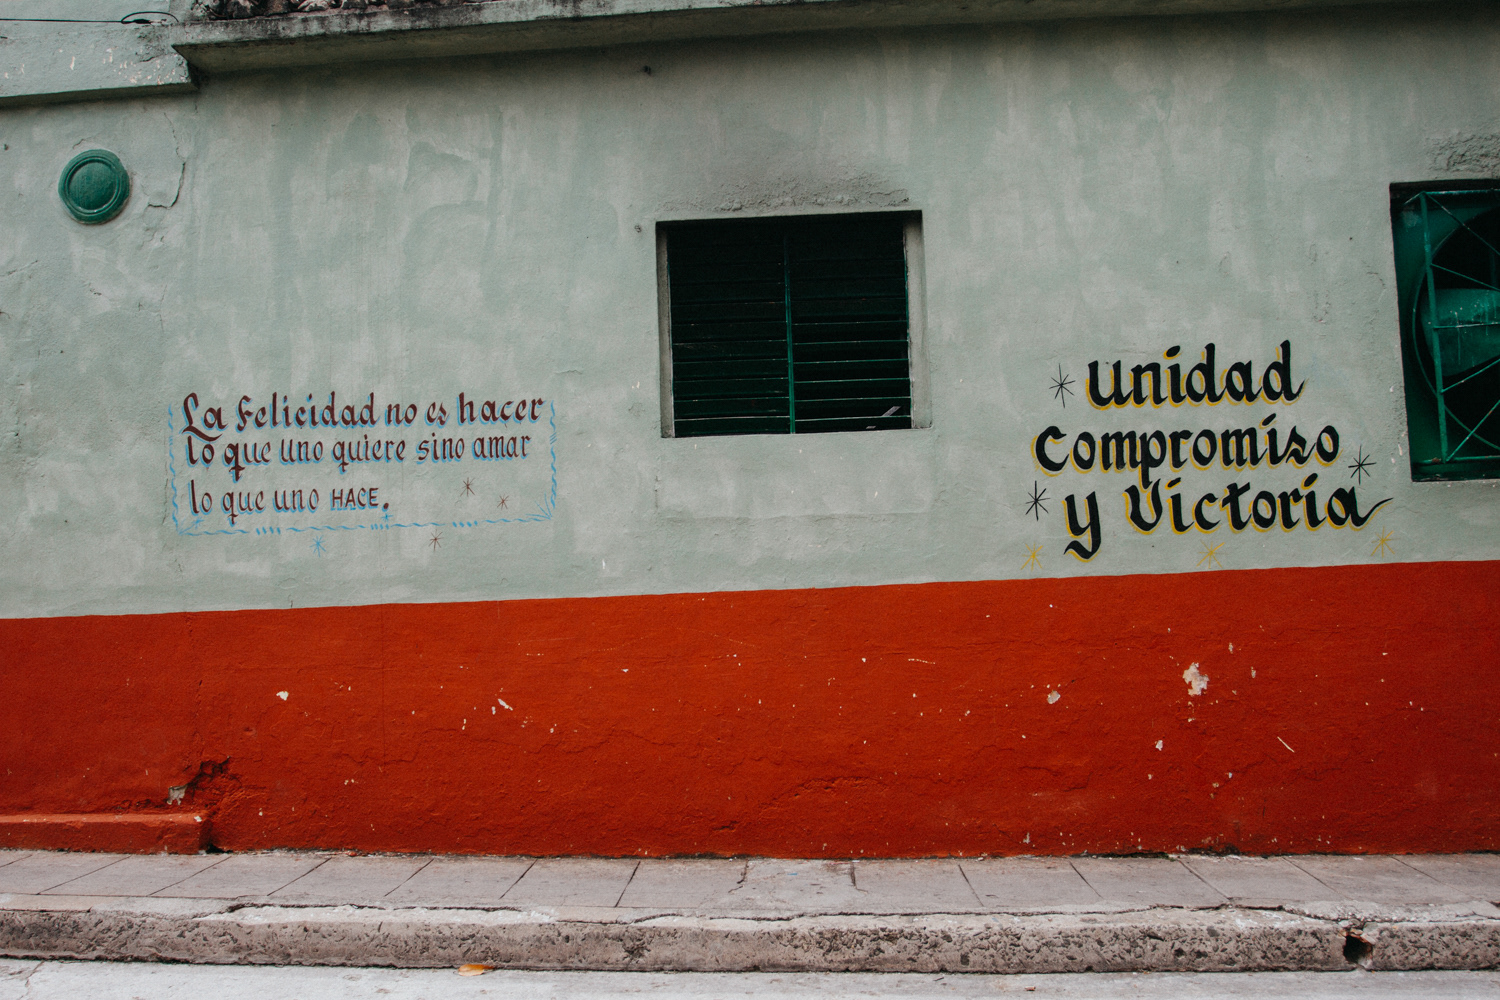 La Felicidad no es hacer
lo que uno quiere sino amar
lo que uno HACE.
Unidad
Compromiso
y Victoria